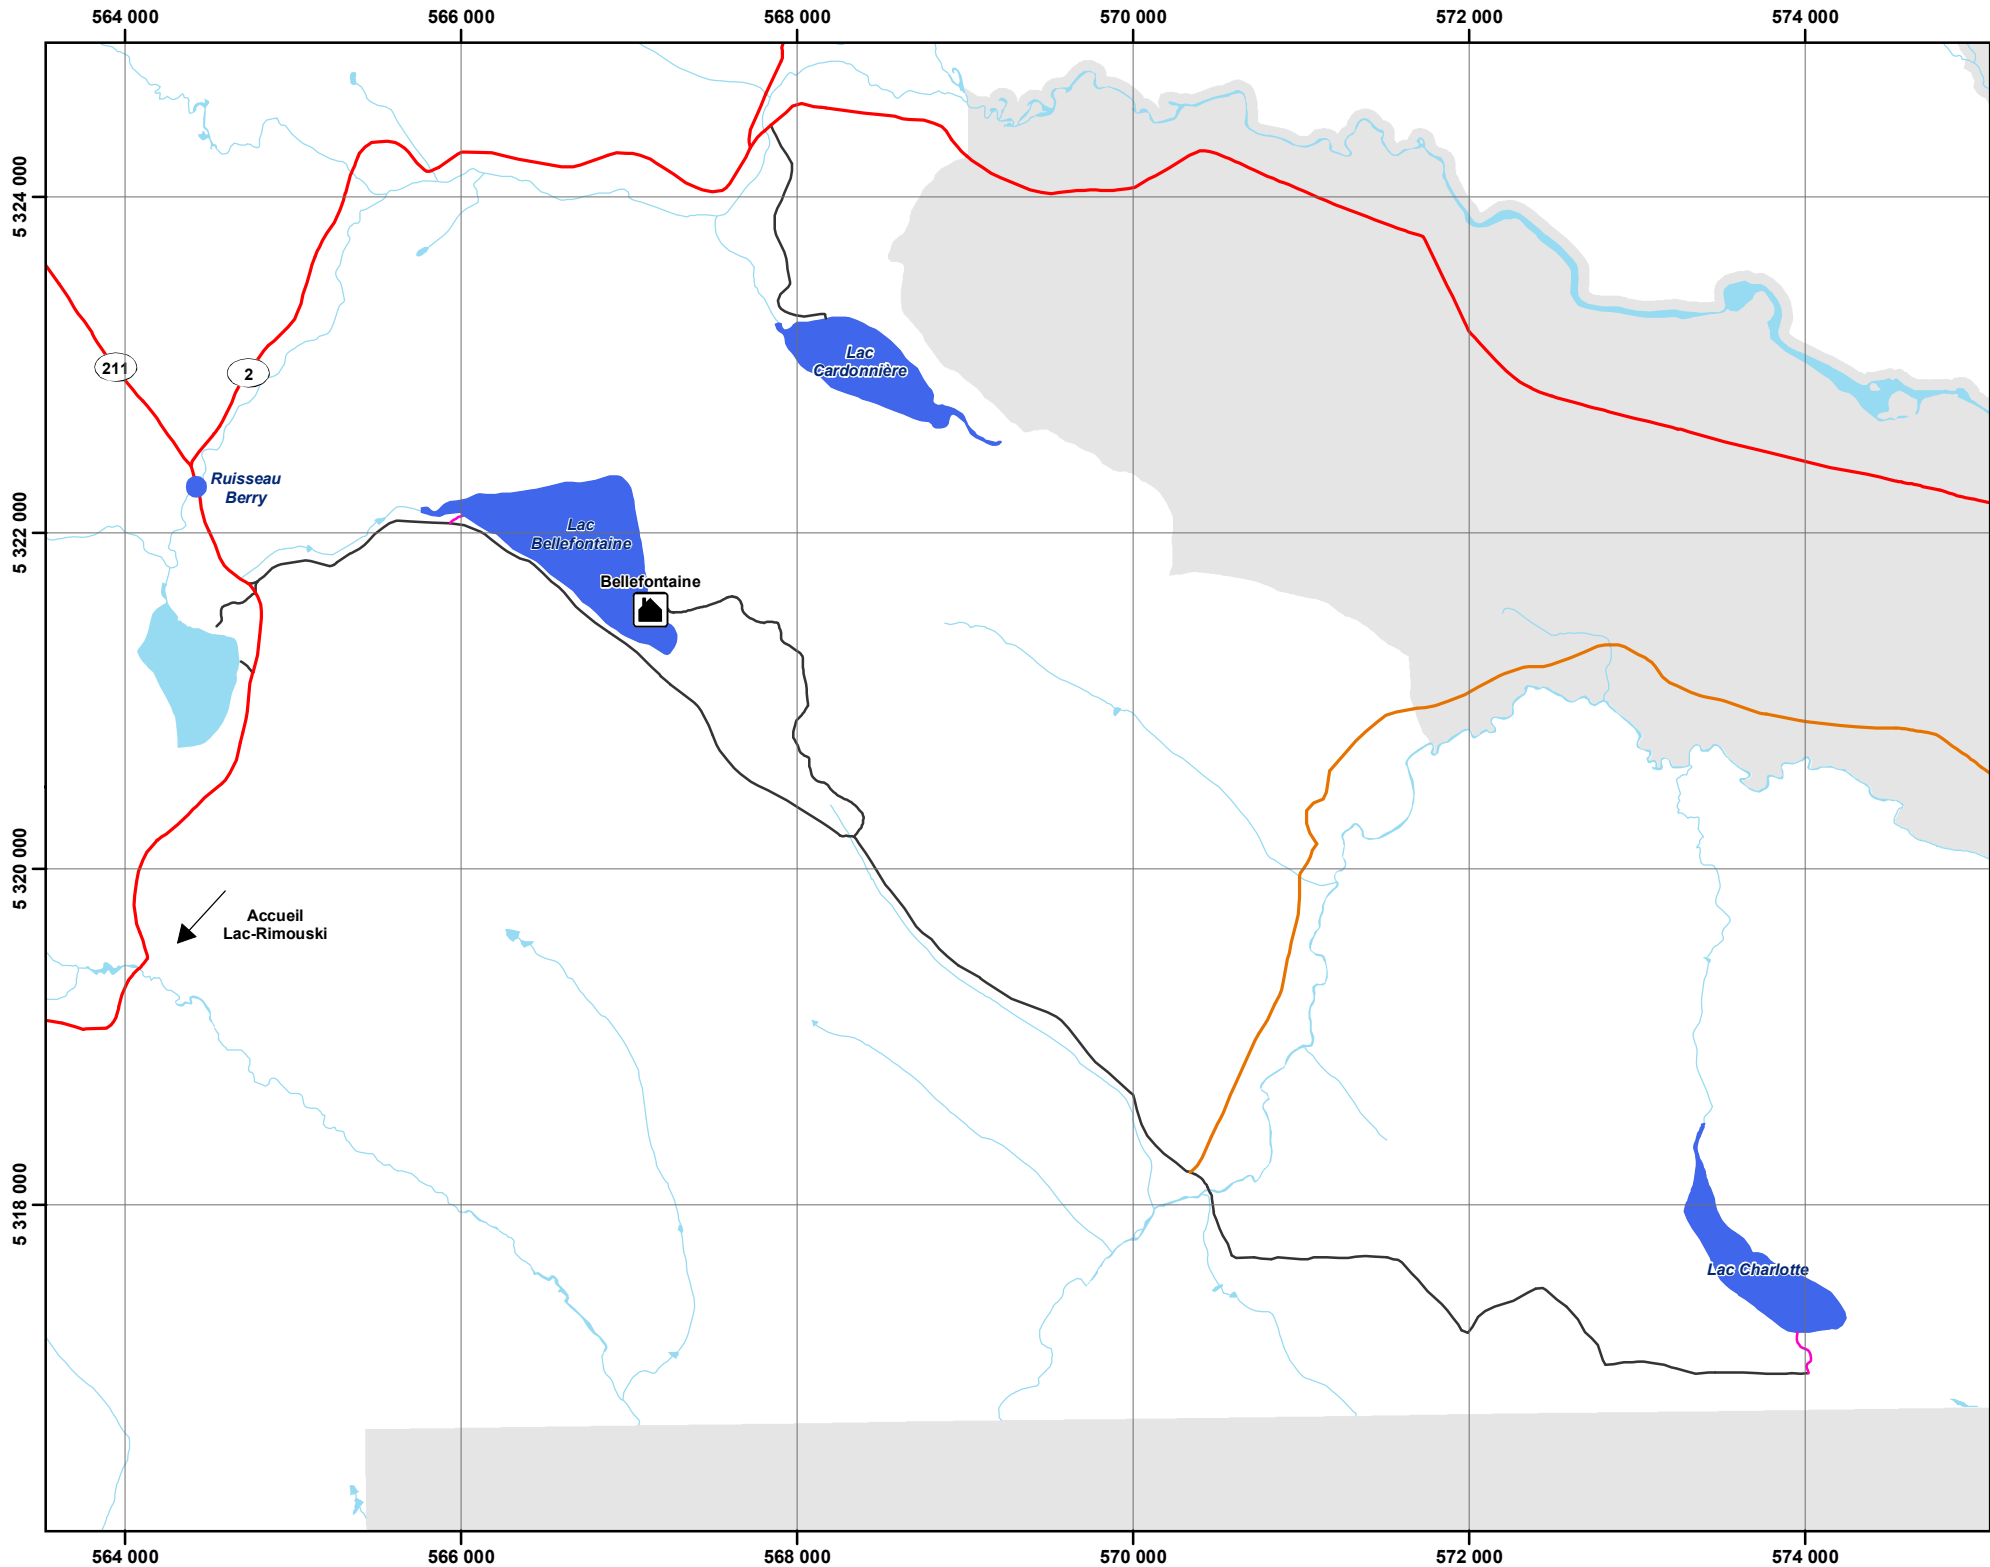 564 000
566 000
568 000
570 000
572 000
574 000
5 324 000
5 322 000
5 320 000
5 318 000
211
2
Lac
Cardonnière
Ruisseau
Berry
Lac
Bellefontaine
Bellefontaine
Accueil
Lac-Rimouski
Lac Charlotte
564 000
566 000
568 000
570 000
572 000
574 000